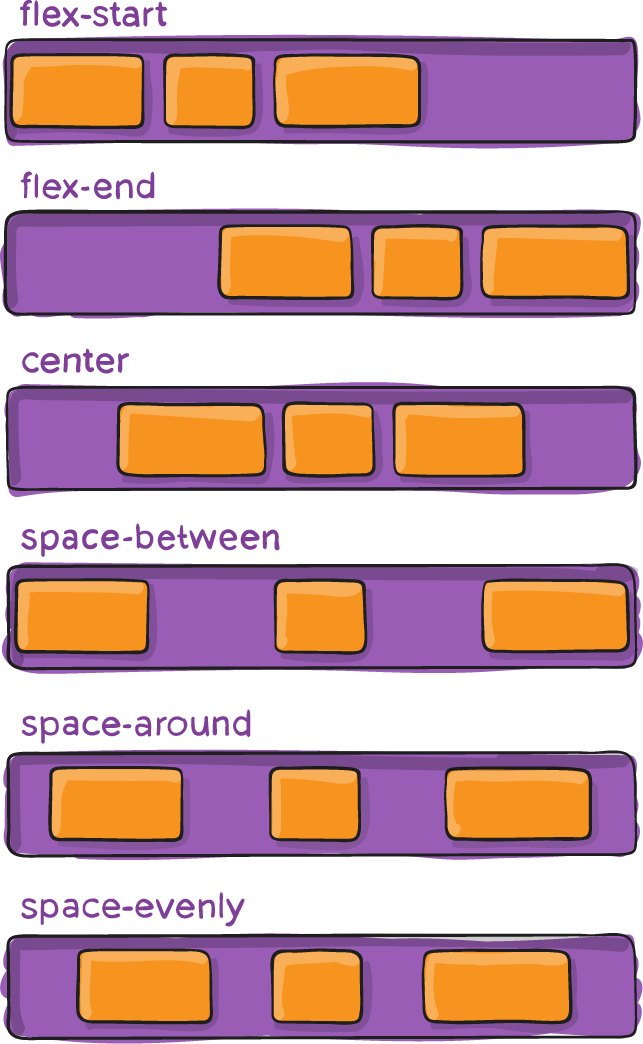 flex-start
flex-end
center
space-between
space-around
space-evenly